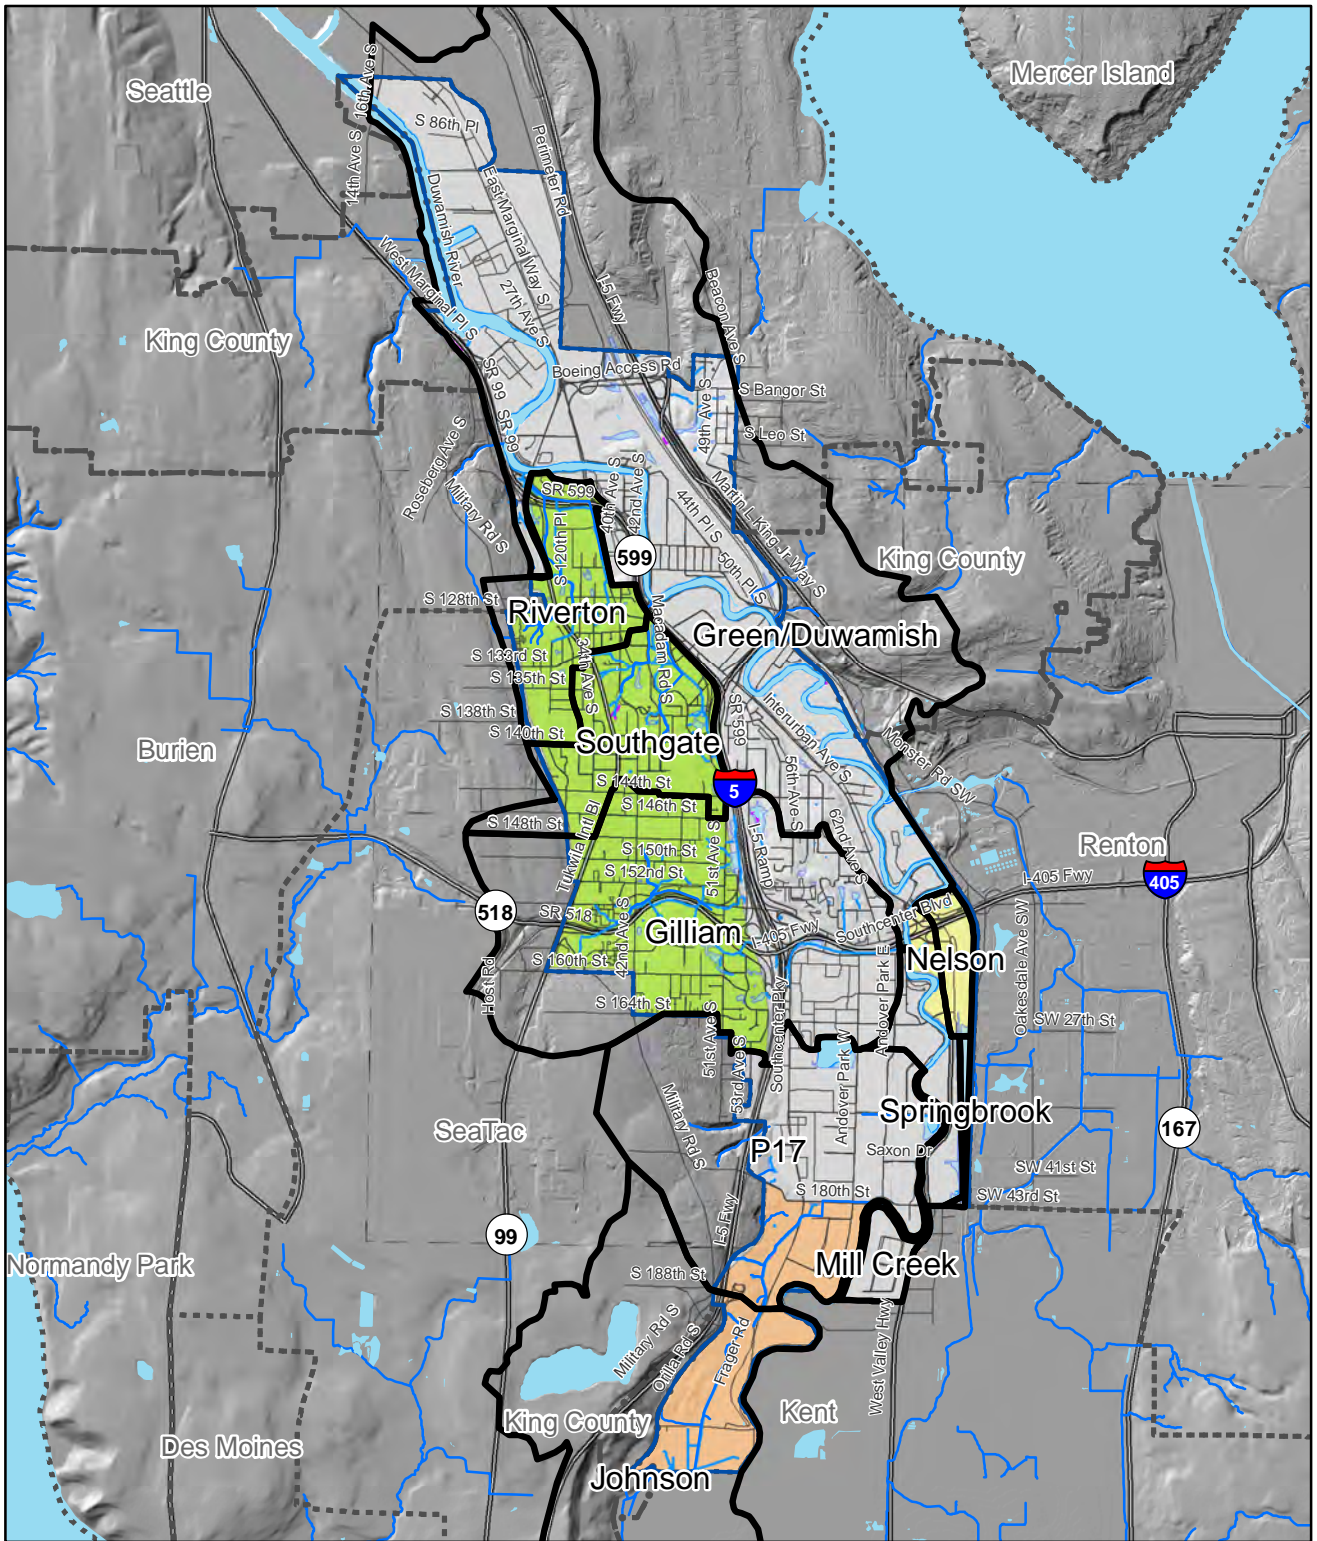 Seattle
Mercer Island
16th Ave S
14th Ave S
S 86th Pl
Perimeter Rd
East Marginal Way S
Duwamish River
West Marginal Pl S
27th Ave S
I-5 Fwy
Beacon Ave S
King County
SR 99
Boeing Access Rd
S Bangor St
49th Ave S
SR 99
S Leo St
Roseberg Ave S
Military Rd S
SR 599
40th Ave S
42nd Ave S
44th Pl S
Martin L King Jr Way S
S 120th Pl
599
50th Pl S
King County
S 128th St
Riverton
Macadam Rd S
Green/Duwamish
S 133rd St
34th Ave S
S 135th St
S 138th St
SR 599
Interurban Ave S
S 140th St
Southgate
Monster Rd SW
Burien
S 144th St
5
56th Ave S
S 146th St
Tukwila Intl Bl
S 148th St
I-5 Ramp
62nd Ave S
S 150th St
51st Ave S
Renton
S 152nd St
I-405 Fwy
405
518
SR 518
42nd Ave S
Gilliam
I-405 Fwy
Southcenter Blvd
Oakesdale Ave SW
S 160th St
Andover Park E
Nelson
Host Rd
S 164th St
Southcenter Pky
SW 27th St
51st Ave S
53rd Ave S
Andover Park W
Springbrook
SeaTac
Military Rd S
P17
Saxon Dr
167
SW 41st St
S 180th St
SW 43rd St
99
I-5 Fwy
Normandy Park
S 188th St
Mill Creek
Military Rd S
Orilla Rd S
Frager Rd
West Valley Hwy
King County
Kent
Des Moines
Johnson